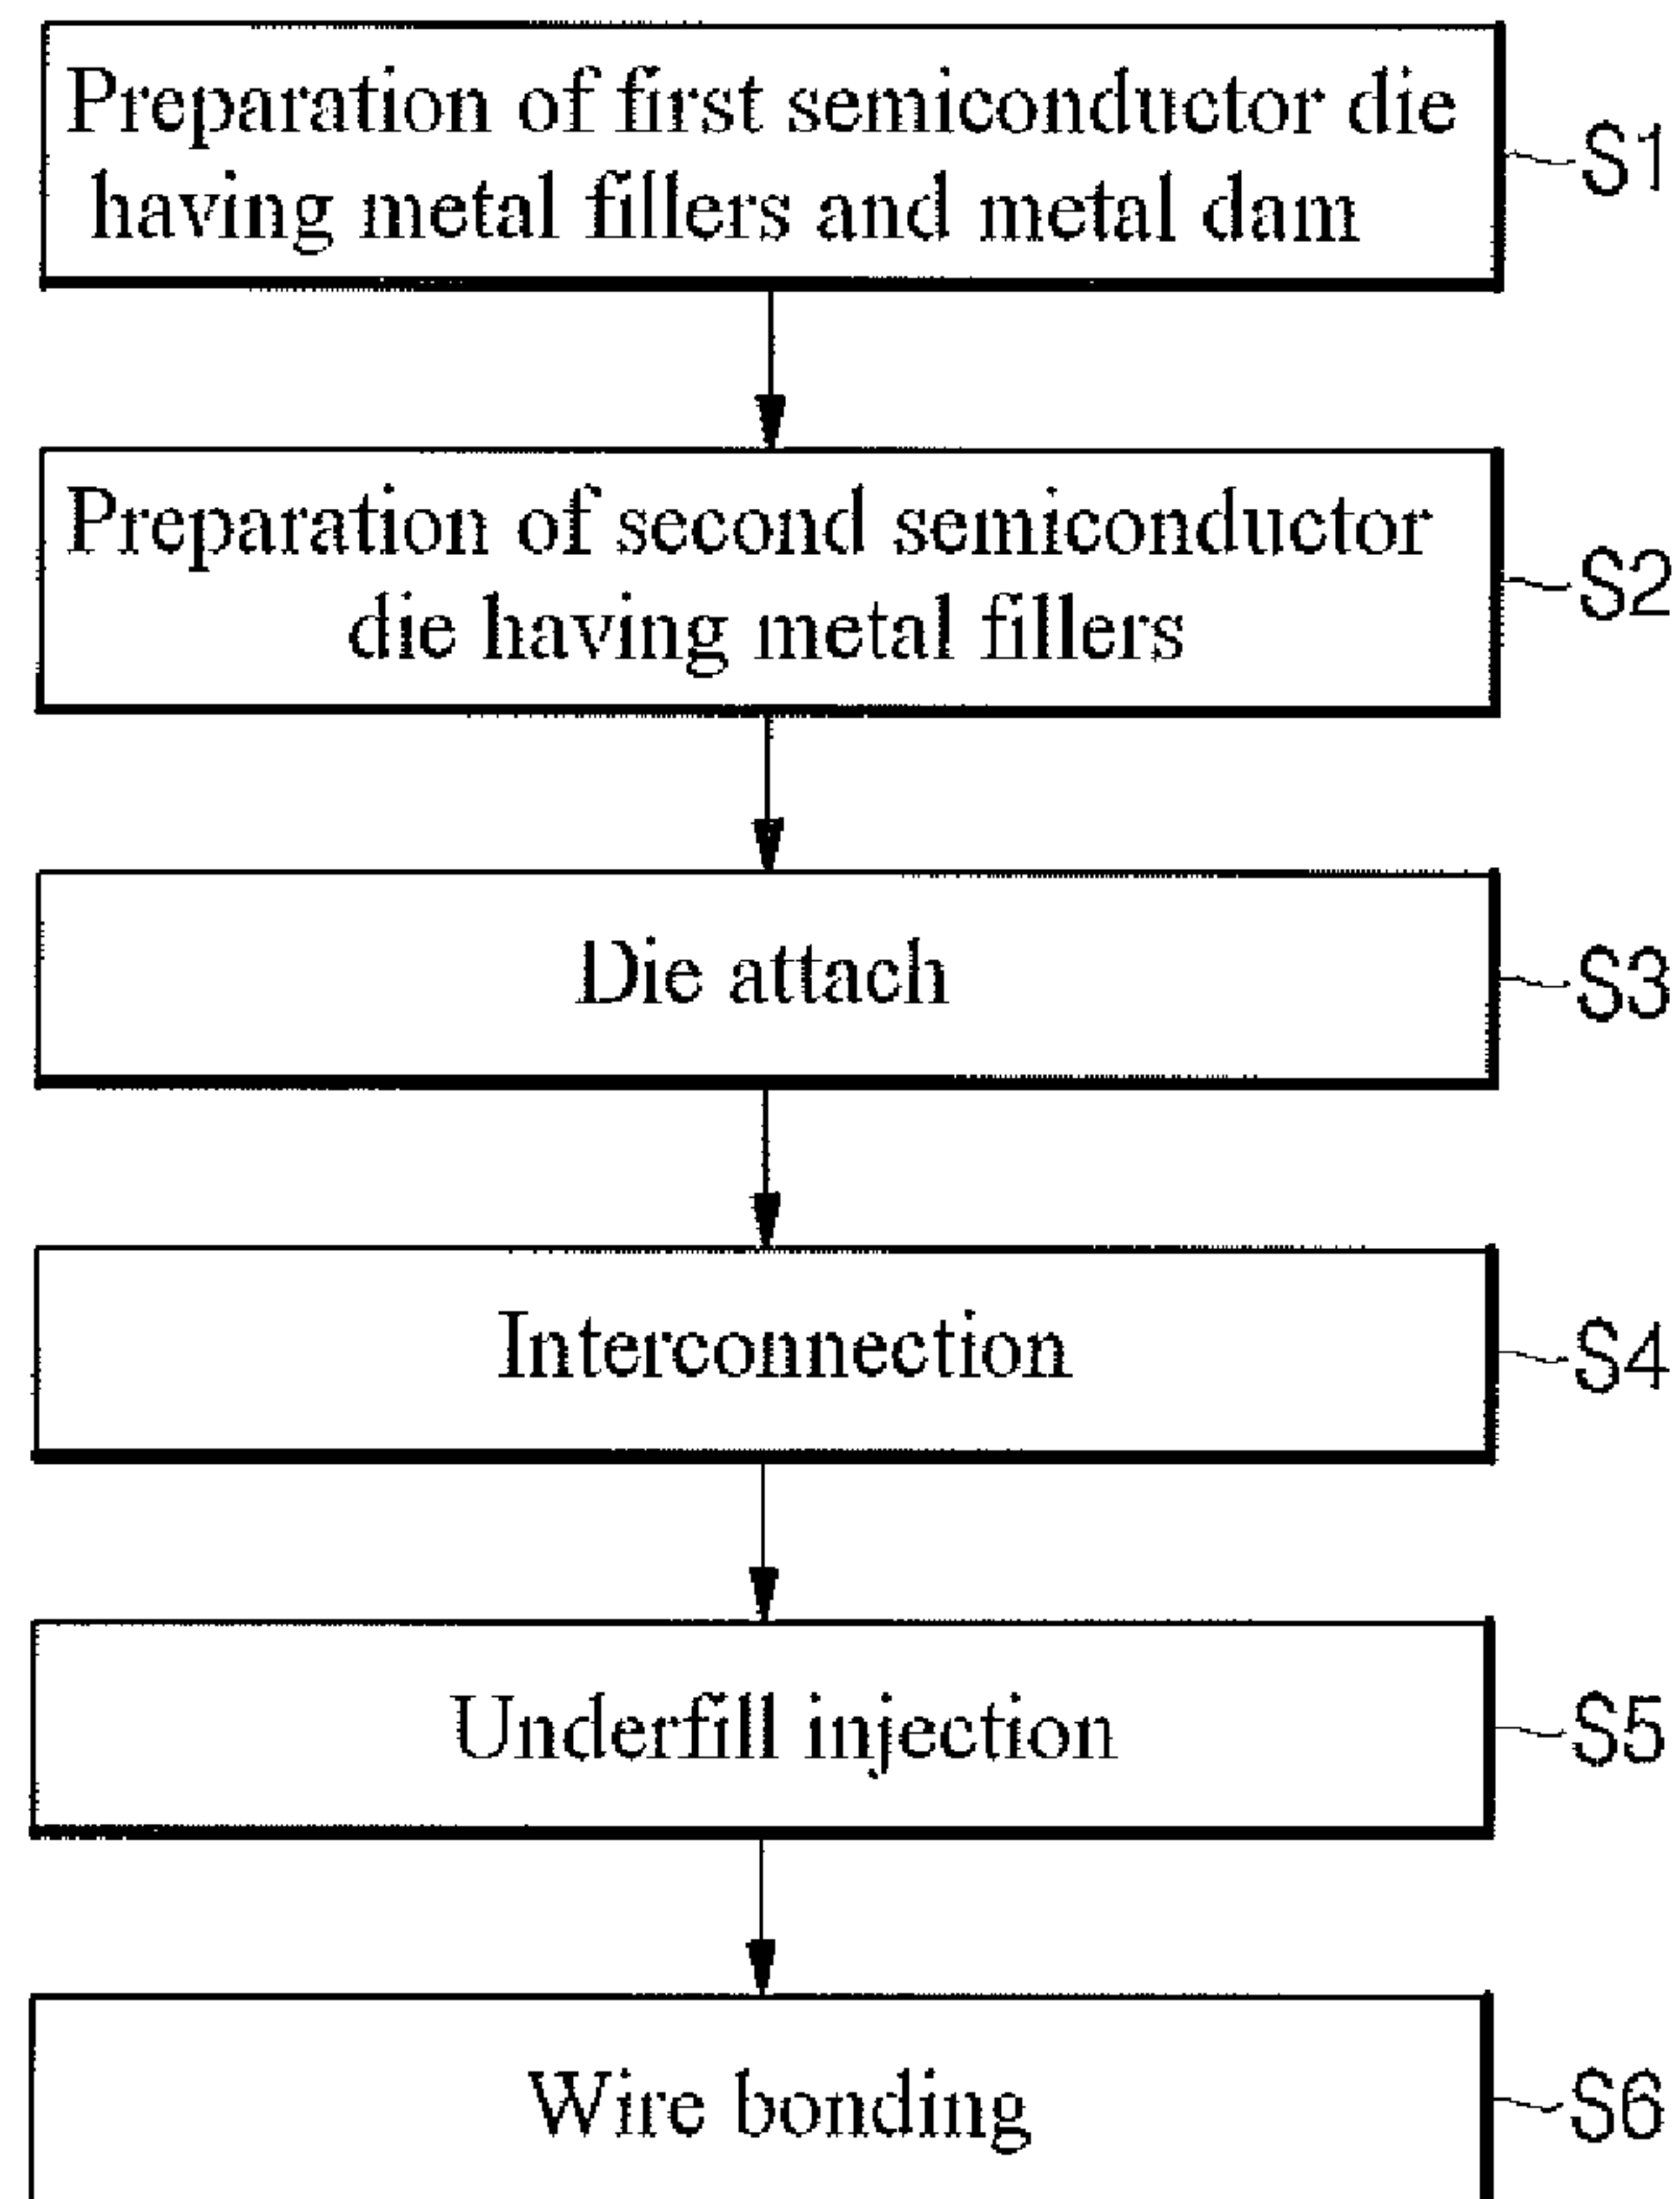 Preparation of first semiconductor die
having metal fillers and metal dam
S1
Preparation of second semiconductor
die having metal fillers
S2
Die attach
S3
Interconnection
S4
Underfill injection
S5
Wire bonding
S6